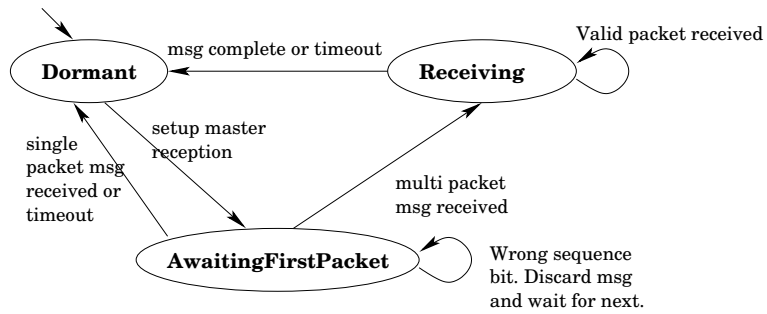 Valid packet received
msg complete or timeout
Dormant
Receiving
setup master
reception
single
packet msg
received or
timeout
multi packet
msg received
AwaitingFirstPacket
Wrong sequence
bit. Discard msg
and wait for next.